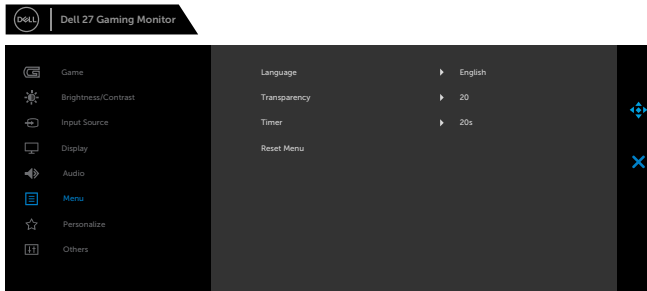 DELL
Dell 27 Gaming Monitor
Game
Brightness/Contrast
Input Source
Display
Audio
Menu
Personalize
Others
Language English
Transparency 20
Timer 20s
Reset Menu